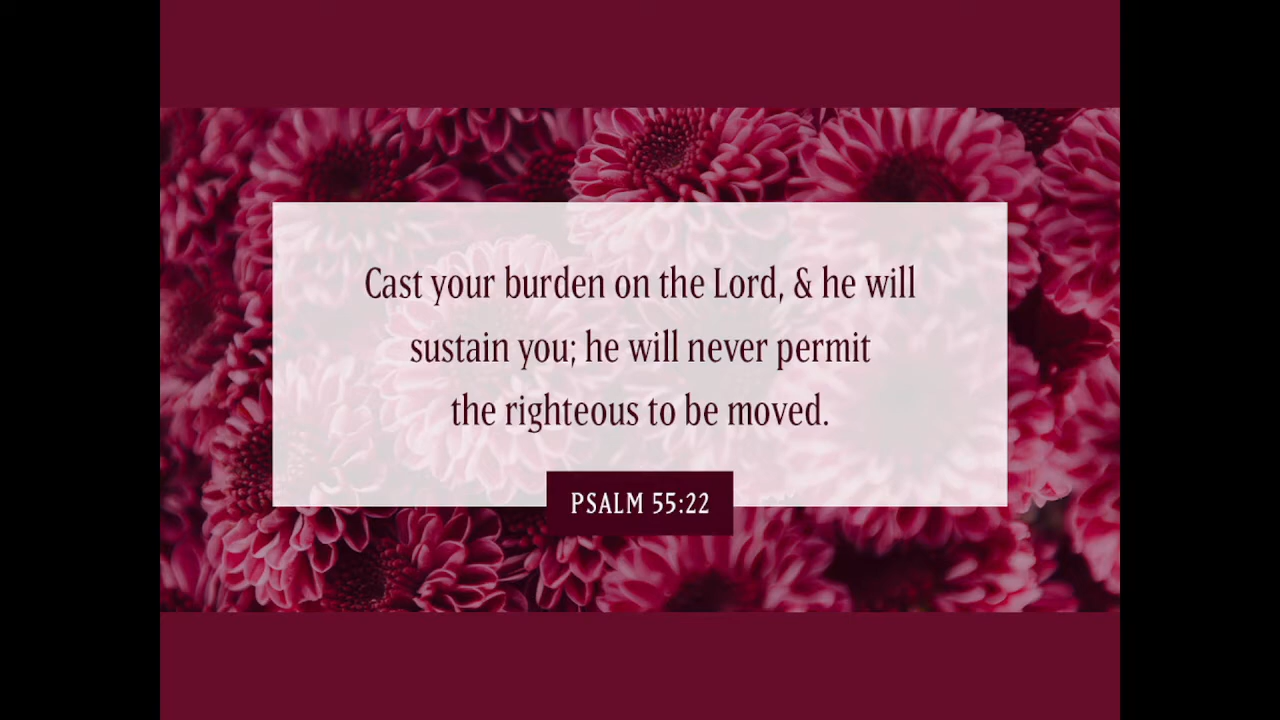 Cast your burden on the Lord, & he will
sustain you; he will never permit
the righteous to be moved.
PSALM 55:22